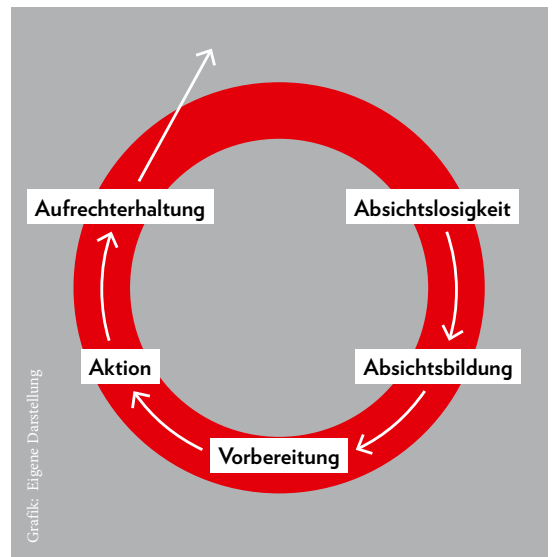 Aufrechterhaltung
Absichtslosigkeit
Aktion
Absichtsbildung
Vorbereitung
Grafik: Eigene Darstellung